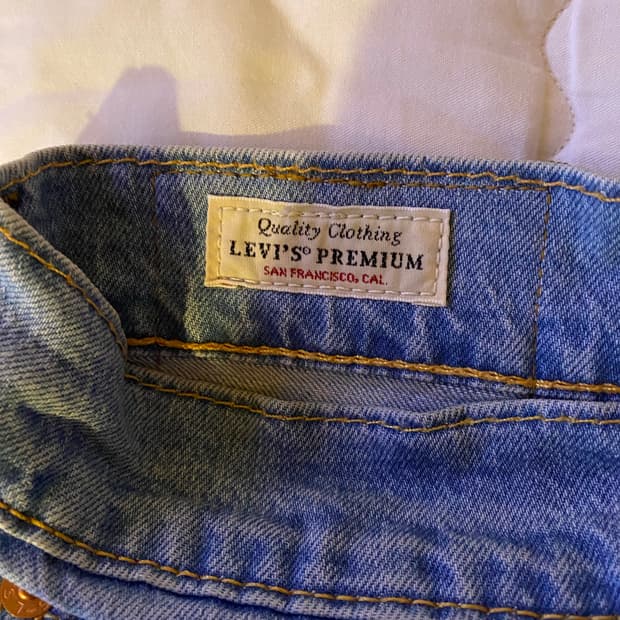 Quality Clothing
LEVI'S® PREMIUM
SAN FRANCISCO, CAL.